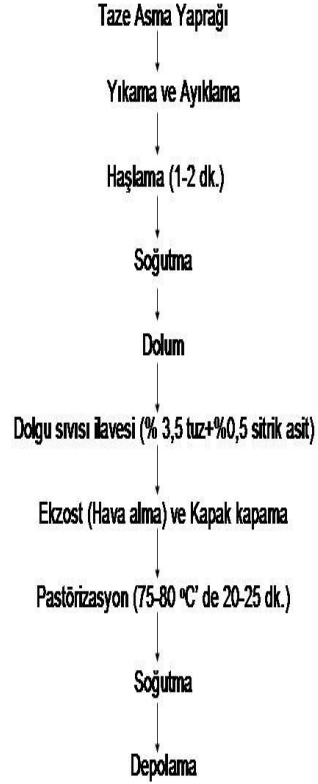 Taze Asma Yaprağı
Yıkama ve Ayıklama
Haşlama (1-2 dk.)
Soğutma
Dolum
Dolgu sıvısı ilavesi (% 3,5 tuz+%0,5 sitrik asit)
Ekzost (Hava alma) ve Kapak kapama
Pastörizasyon (75-80 ºC' de 20-25 dk.)
Soğutma
Depolama